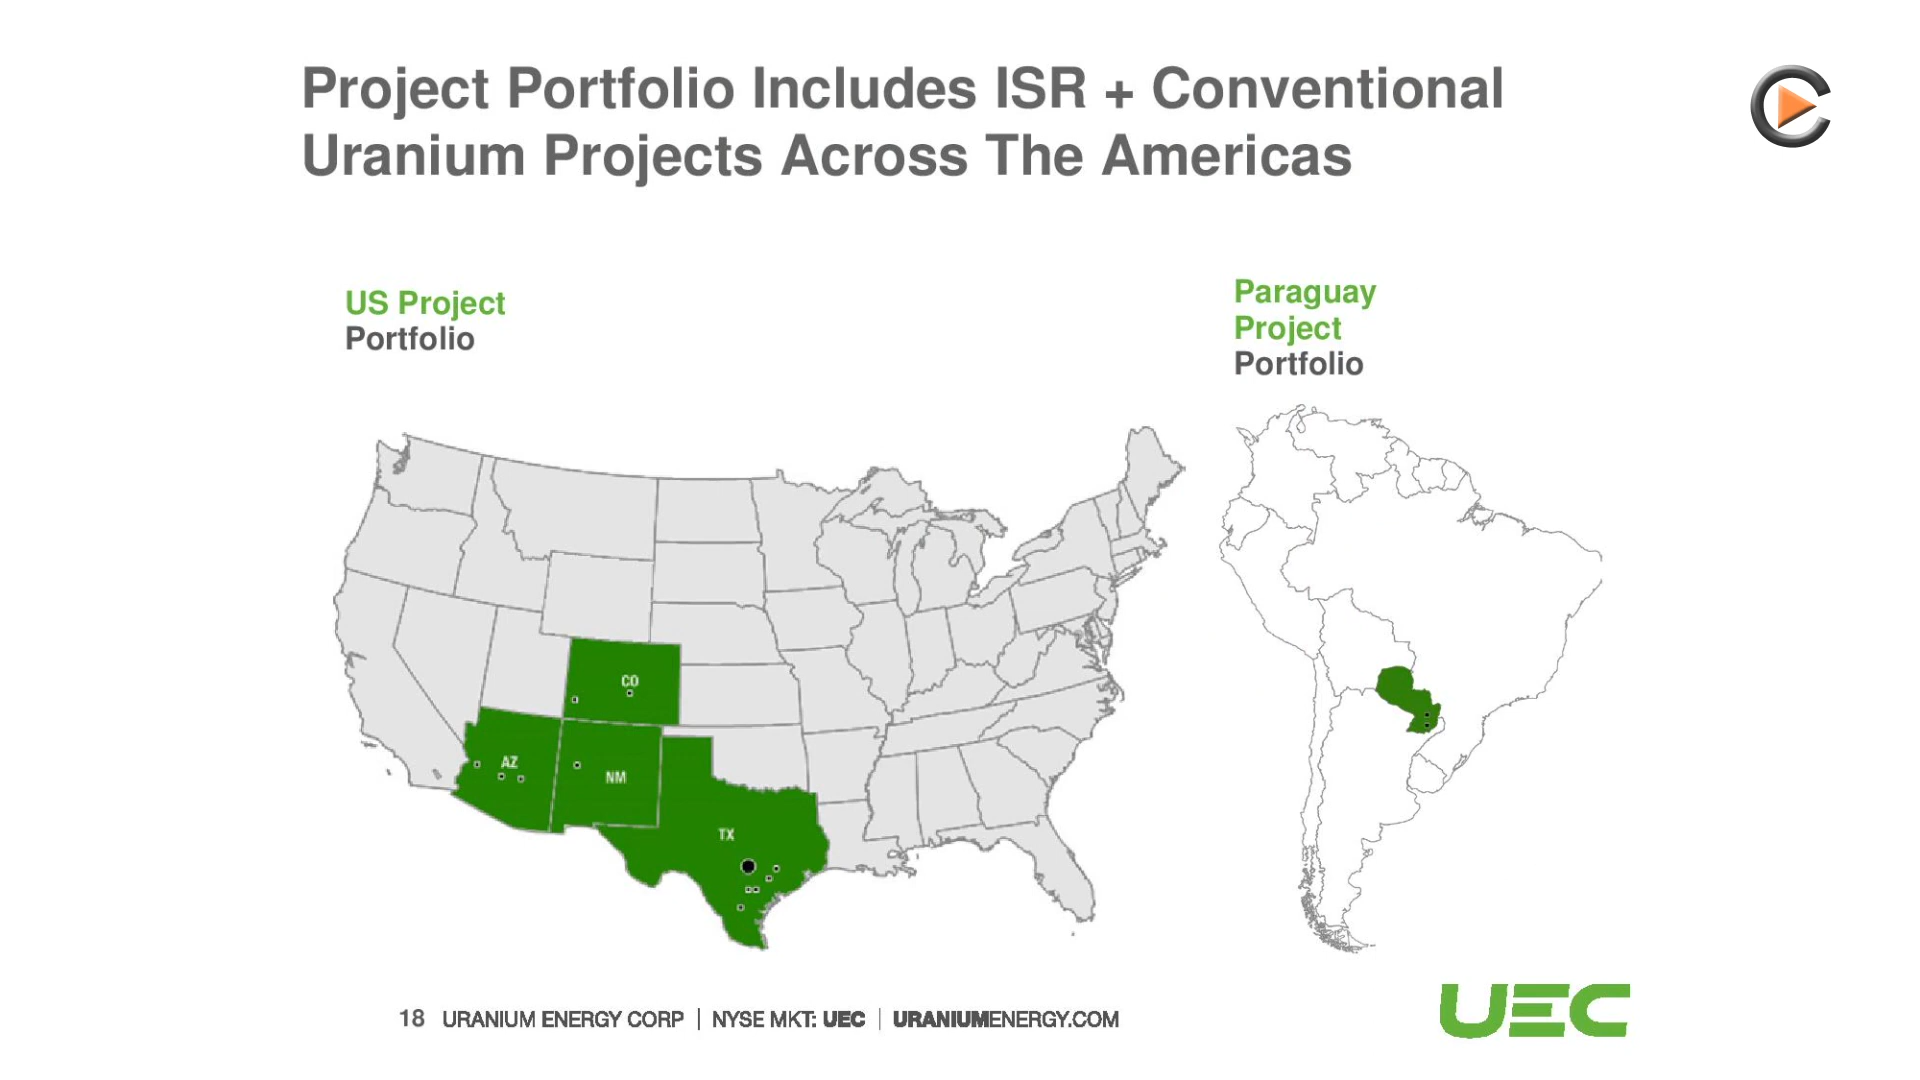 Project Portfolio Includes ISR + Conventional
Uranium Projects Across The Americas
US Project
Portfolio
Paraguay
Project
Portfolio
CO
AZ
NM
TX
18 URANIUM ENERGY CORP | NYSE MKT: UEC | URANIUMENERGY.COM
UEC